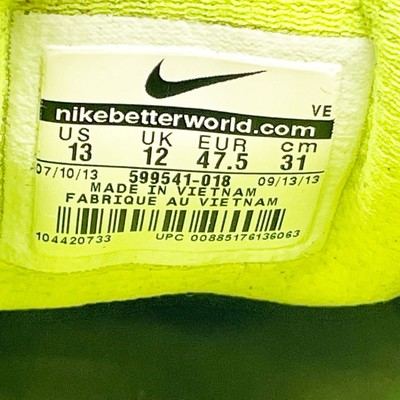 VE
nikebetterworld.com
US UK EUR cm
13 12 47.5 31
07/10/13 599541-018 09/13/13
MADE IN VIETNAM
FABRIQUE AU VIETNAM
104420733 UPC 00885176136063